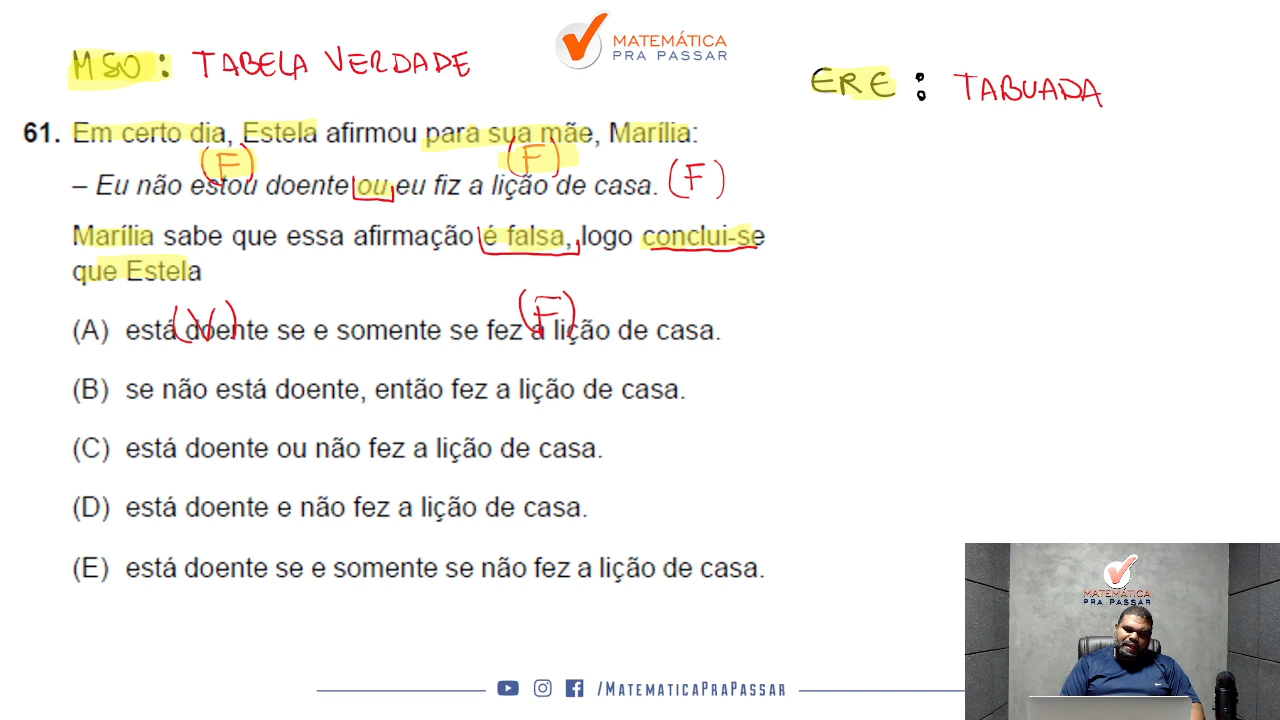 MATEMÁTICA
PRA PASSAR
MSO : TABELA VERDADE
ERE : TABUADA
61. Em certo dia, Estela afirmou para sua mãe, Marília:
(F) (F)
– Eu não estou doente ou eu fiz a lição de casa. (F)
Marília sabe que essa afirmação é falsa, logo conclui-se
que Estela
(V) (F)
(A) está doente se e somente se fez a lição de casa.
(B) se não está doente, então fez a lição de casa.
(C) está doente ou não fez a lição de casa.
(D) está doente e não fez a lição de casa.
(E) está doente se e somente se não fez a lição de casa.
MATEMÁTICA
PRA PASSAR
/MATEMATICAPRAPASSAR